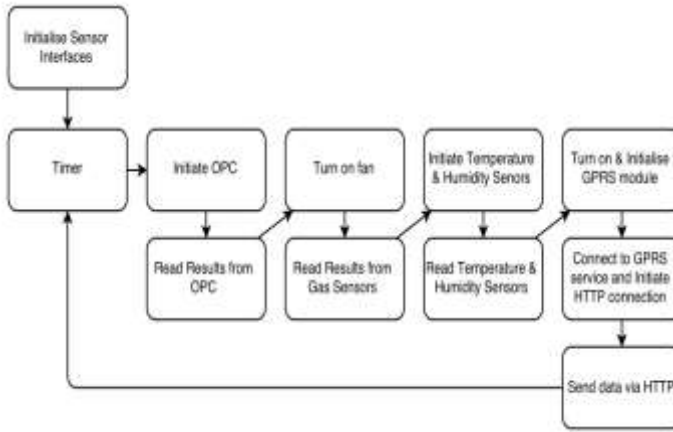 Initialise Sensor
Interfaces
Timer
Initiate OPC
Turn on fan
Initiate Temperature
& Humidity Senors
Turn on & Initialise
GPRS module
Read Results from
OPC
Read Results from
Gas Sensors
Read Temperature &
Humidity Sensors
Connect to GPRS
service and Initiate
HTTP connection
Send data via HTTP